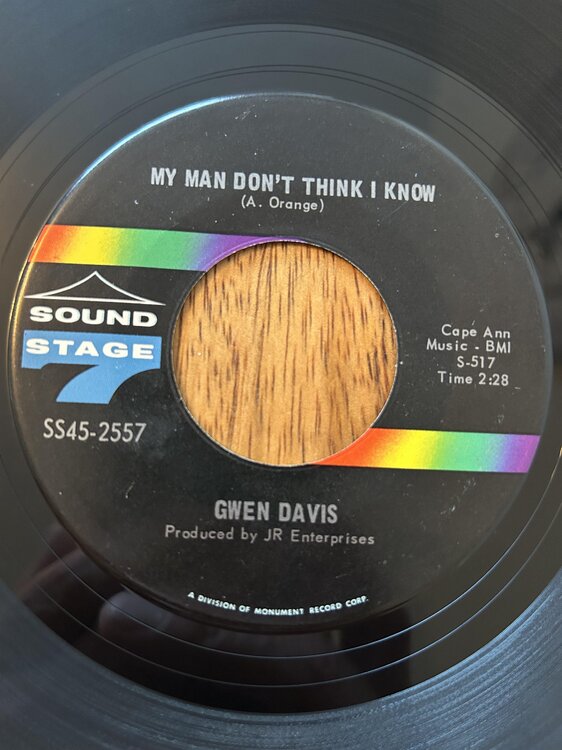 MY MAN DON'T THINK I KNOW
(A. Orange)
SOUND
STAGE
7
SS45-2557
Cape Ann
Music - BMI
S-517
Time 2:28
GWEN DAVIS
Produced by JR Enterprises
A DIVISION OF MONUMENT RECORD CORP.